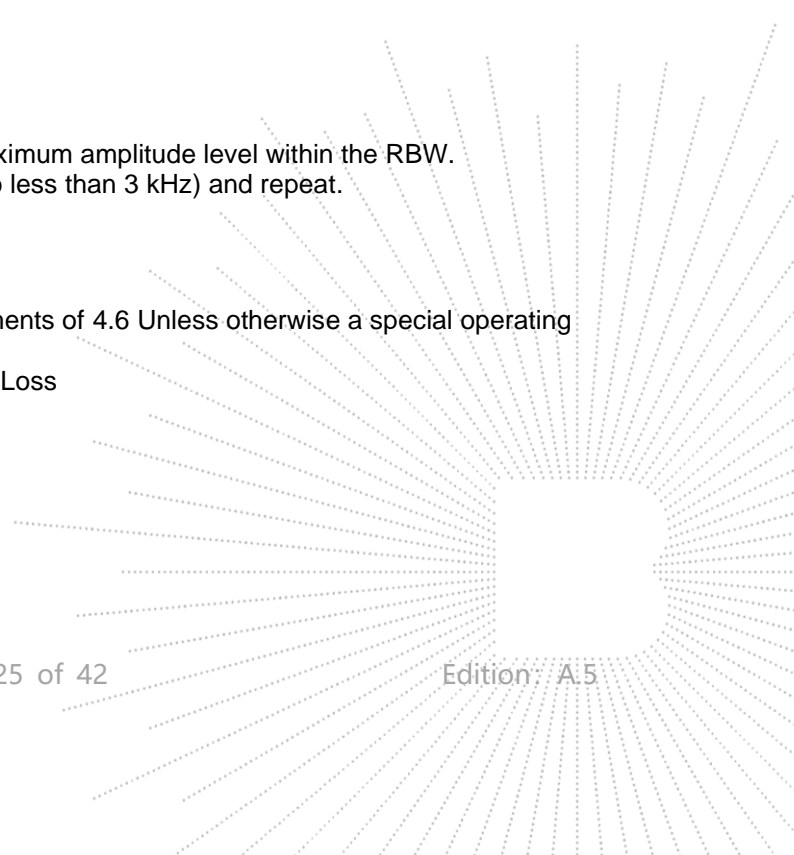 ximum amplitude level within the RBW.
less than 3 kHz) and repeat.
ents of 4.6 Unless otherwise a special operating
Loss
25 of 42
Edition: A.5